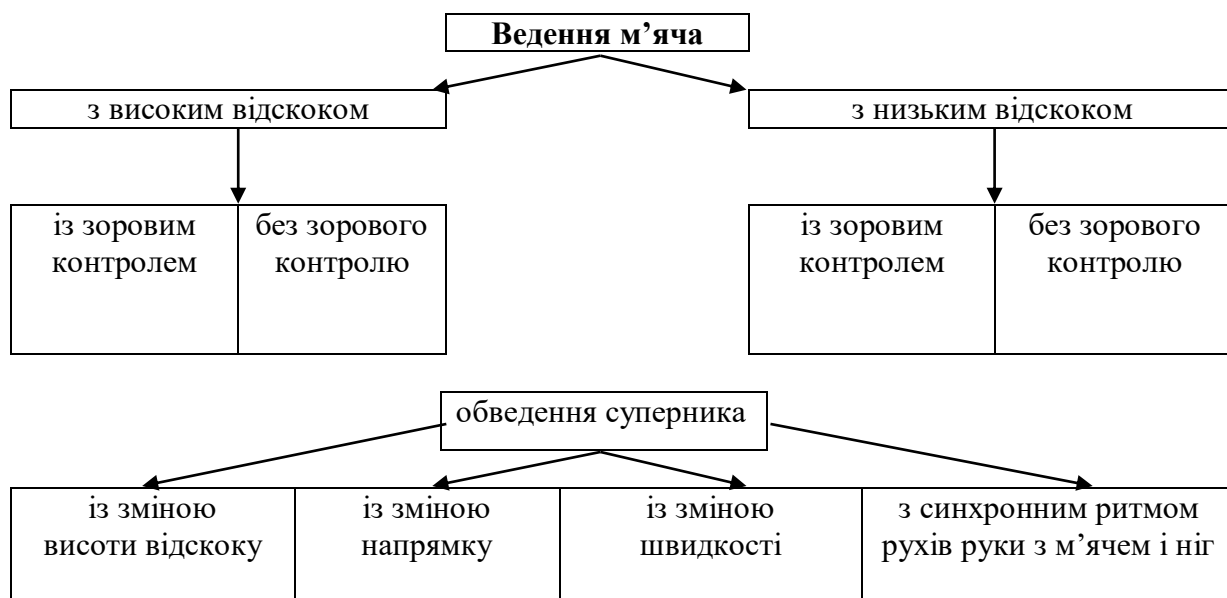 Ведення м’яча
з високим відскоком
з низьким відскоком
із зоровим
контролем
без зорового
контролю
із зоровим
контролем
без зорового
контролю
обведення суперника
із зміною
висоти відскоку
із зміною
напрямку
із зміною
швидкості
з синхронним ритмом
рухів руки з м’ячем і ніг